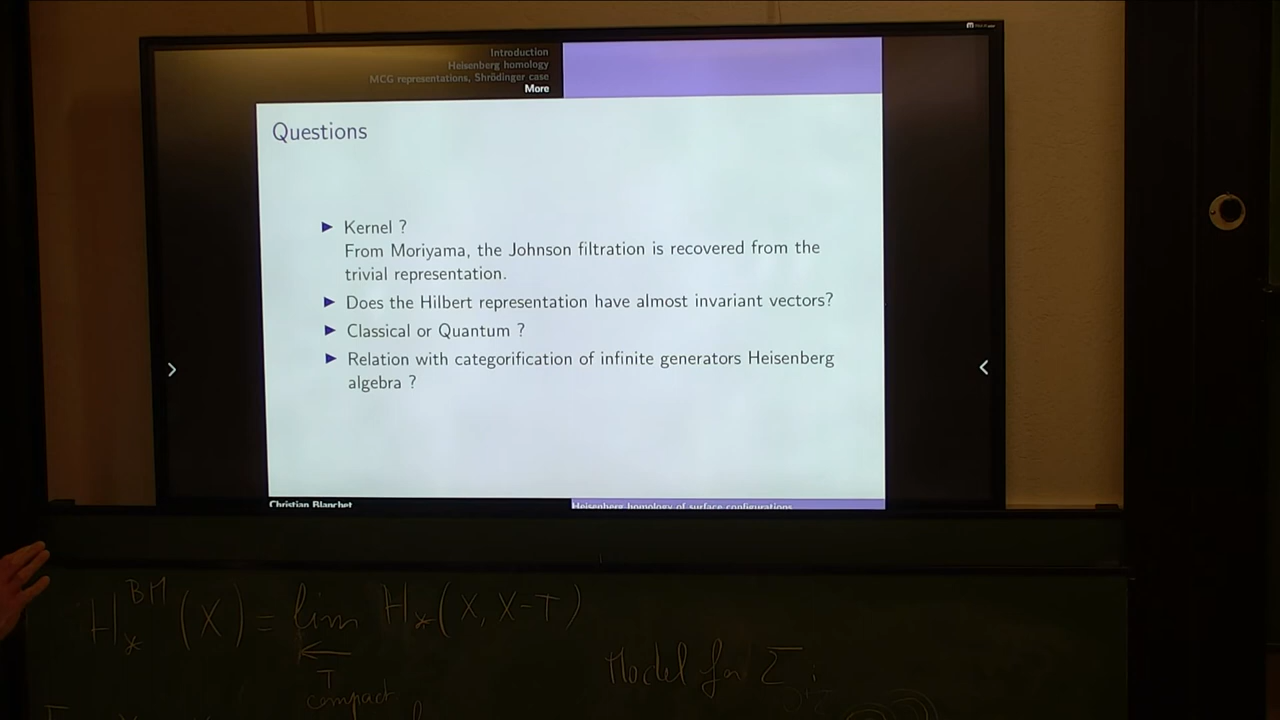 Introduction
Heisenberg homology
MCG representations, Shrödinger case
More
Questions
▶ Kernel ?
From Moriyama, the Johnson filtration is recovered from the
trivial representation.
▶ Does the Hilbert representation have almost invariant vectors?
▶ Classical or Quantum ?
▶ Relation with categorification of infinite generators Heisenberg
algebra ?
Christian Blanchet
Heisenberg homology of surface configurations
H_*^{BM}(X) = lim H_*(X, X-T)
←
T
compact
Model for Σ